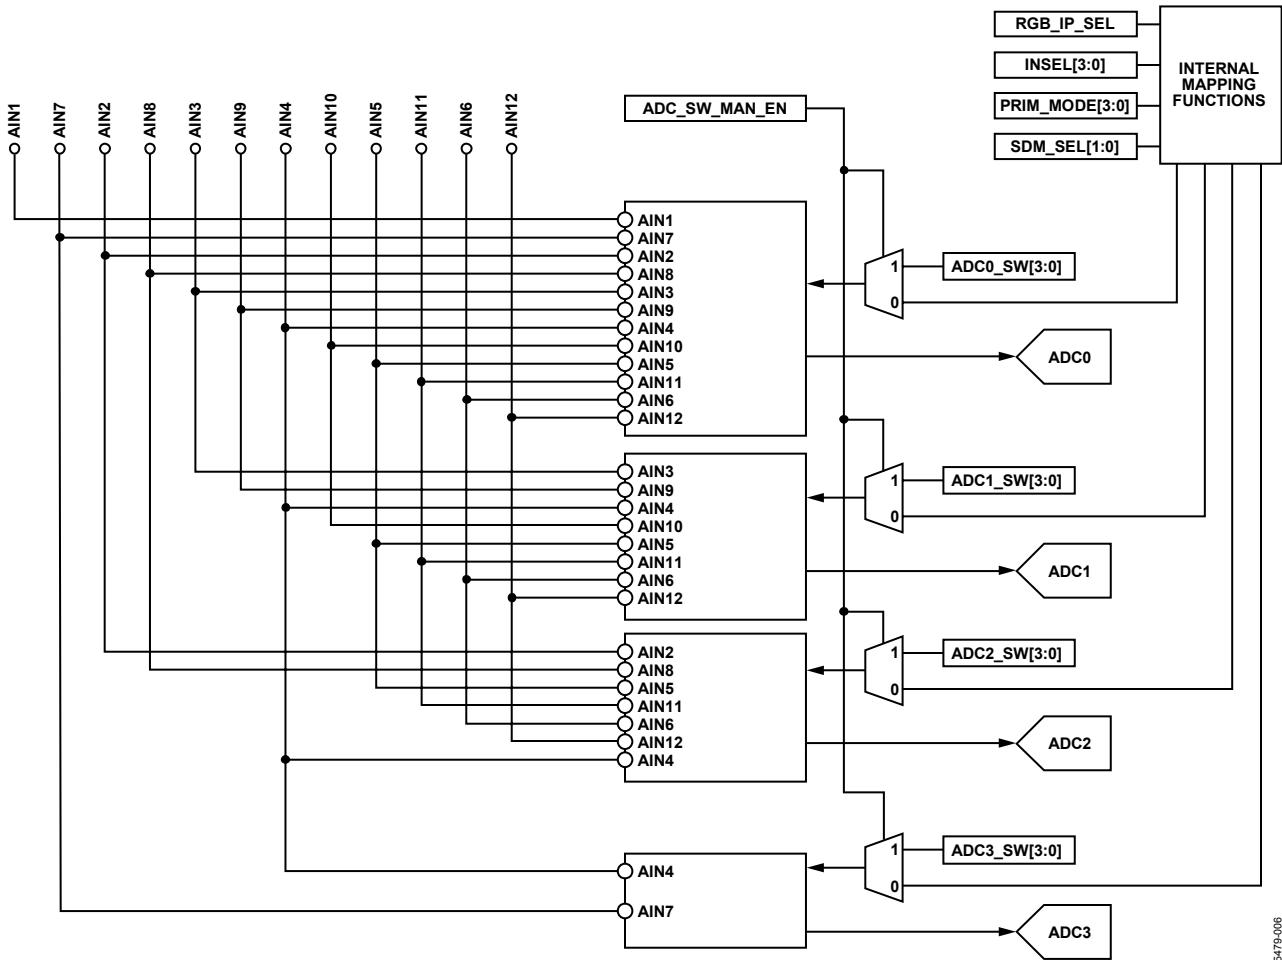 RGB_IP_SEL
INSEL[3:0]
PRIM_MODE[3:0]
SDM_SEL[1:0]
INTERNAL
MAPPING
FUNCTIONS
AIN1
AIN7
AIN2
AIN8
AIN3
AIN9
AIN4
AIN10
AIN5
AIN11
AIN6
AIN12
ADC_SW_MAN_EN
AIN1
AIN7
AIN2
AIN8
AIN3
AIN9
AIN4
AIN10
AIN5
AIN11
AIN6
AIN12
1
0
ADC0_SW[3:0]
ADC0
AIN3
AIN9
AIN4
AIN10
AIN5
AIN11
AIN6
AIN12
1
0
ADC1_SW[3:0]
ADC1
AIN2
AIN8
AIN5
AIN11
AIN6
AIN12
AIN4
1
0
ADC2_SW[3:0]
ADC2
AIN4
AIN7
1
0
ADC3_SW[3:0]
ADC3